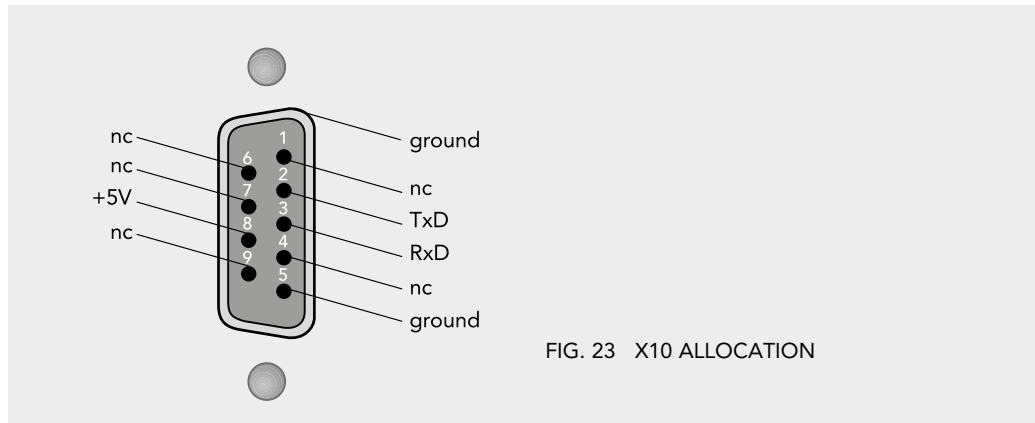 ground
nc
1
6
nc
2
nc
7
+5V
TxD
3
8
nc
RxD
4
9
nc
5
ground
FIG. 23 X10 ALLOCATION